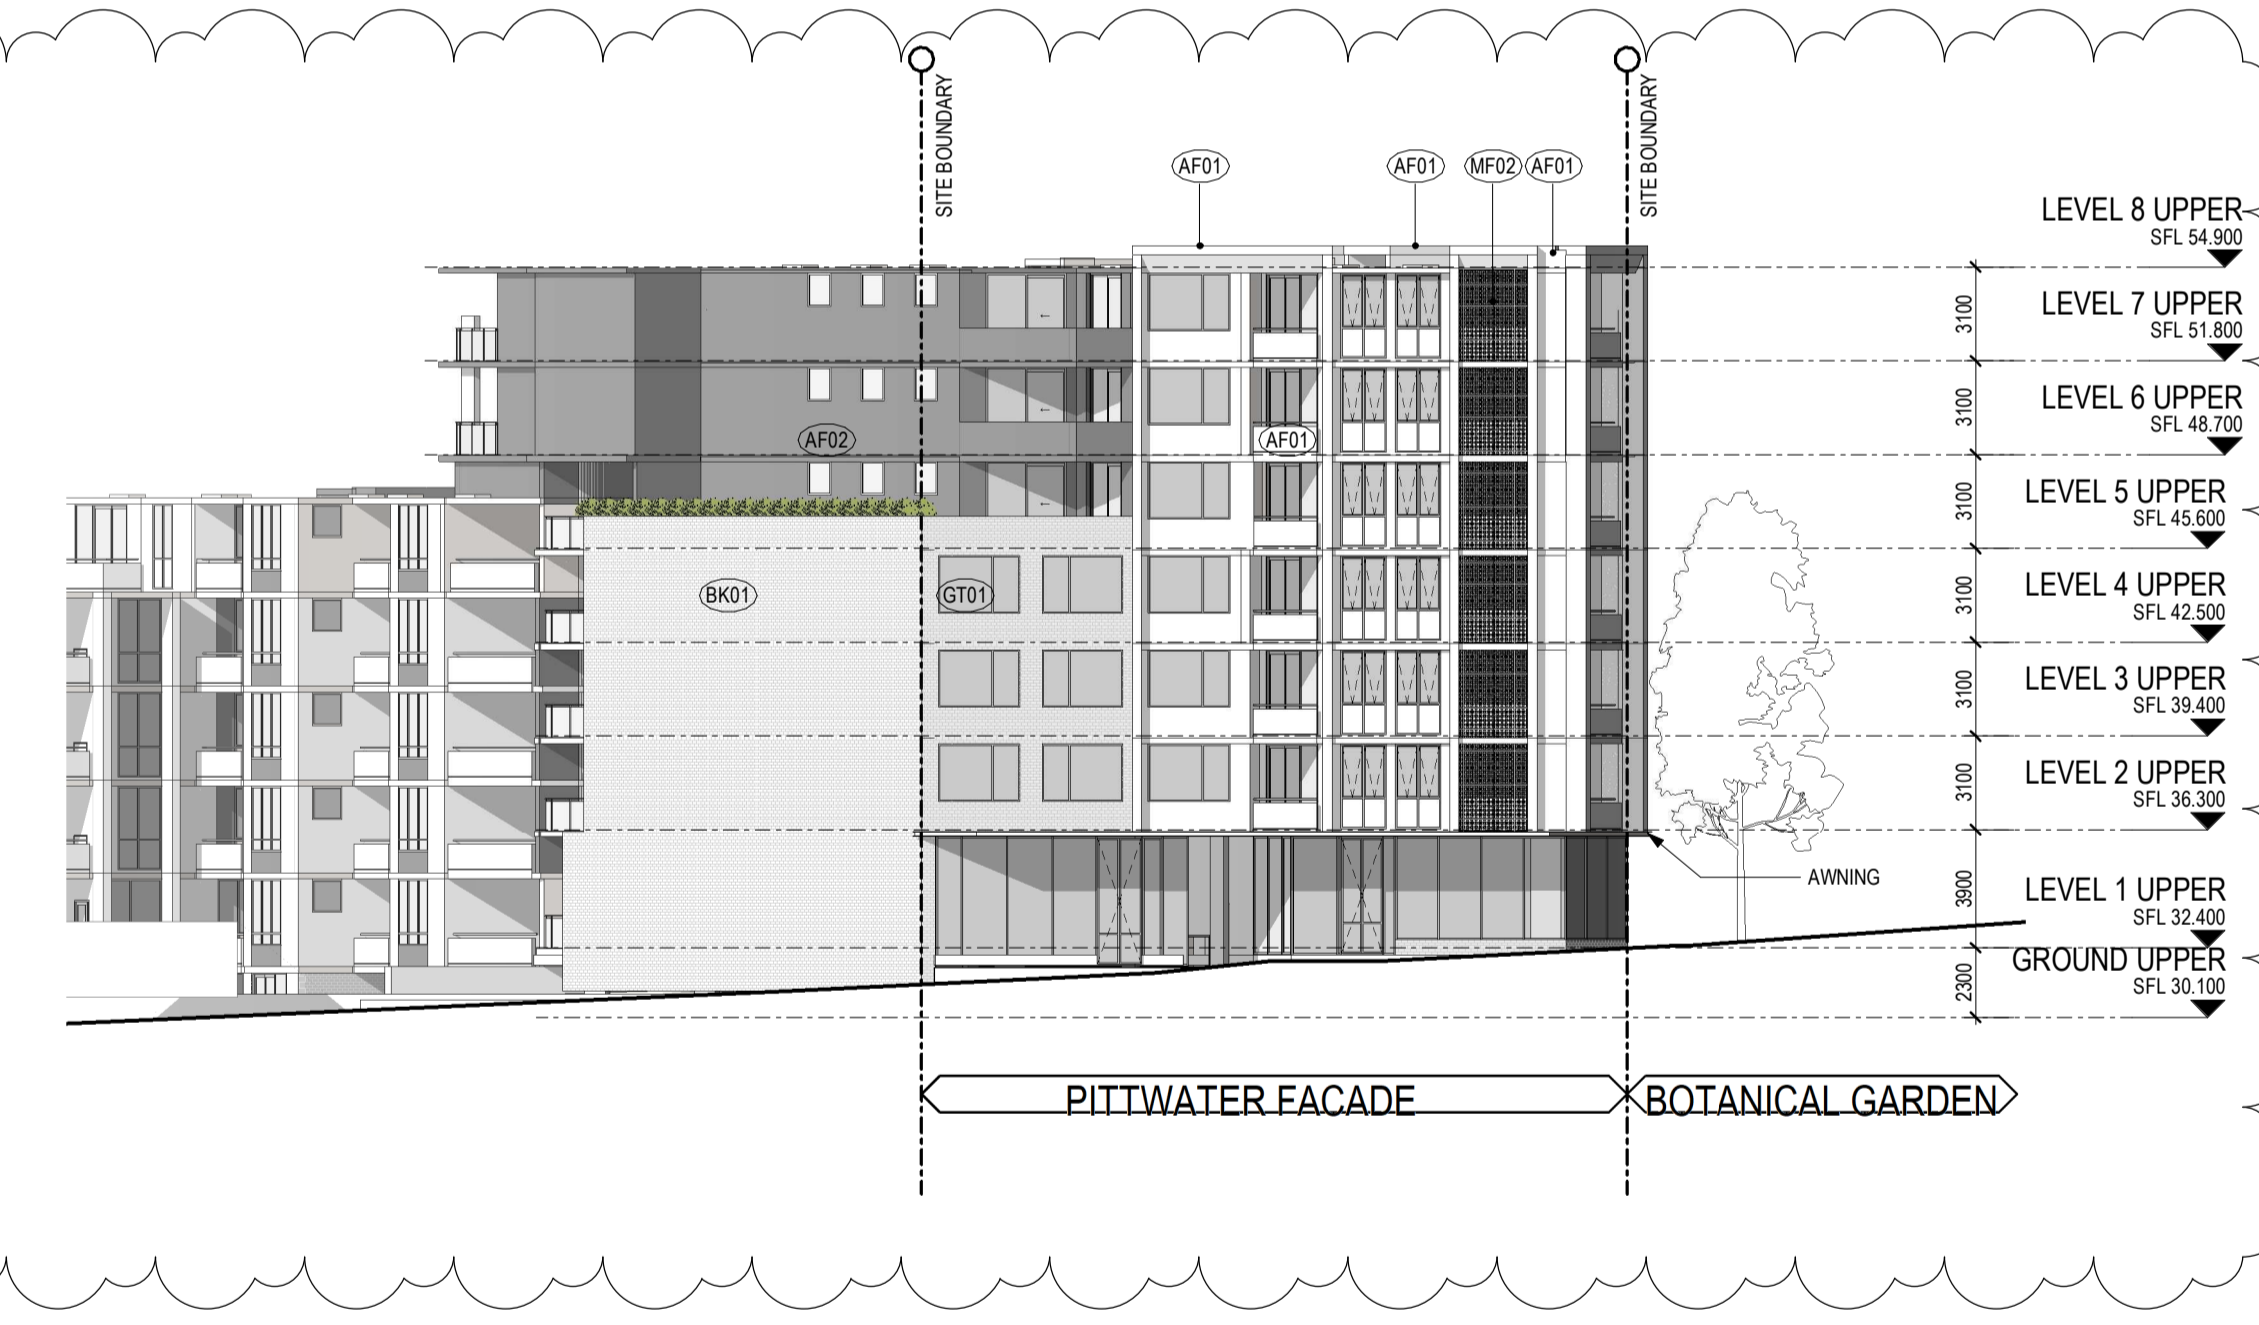 SITE BOUNDARY
SITE BOUNDARY
AF01
AF01
MF02
AF01
LEVEL 8 UPPER
SFL 54.900
3100
LEVEL 7 UPPER
SFL 51.800
3100
LEVEL 6 UPPER
SFL 48.700
AF02
AF01
3100
LEVEL 5 UPPER
SFL 45.600
BK01
GT01
3100
LEVEL 4 UPPER
SFL 42.500
3100
LEVEL 3 UPPER
SFL 39.400
3100
LEVEL 2 UPPER
SFL 36.300
AWNING
3900
LEVEL 1 UPPER
SFL 32.400
2300
GROUND UPPER
SFL 30.100
PITTWATER FACADE
BOTANICAL GARDEN